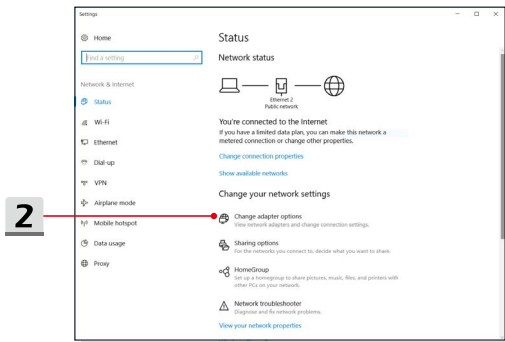 Settings
Home
Find a setting
Network & Internet
Status
Wi-Fi
Ethernet
Dial-up
VPN
Airplane mode
Mobile hotspot
Data usage
Proxy
2
Status
Network status
Ethernet 2
Public network
You're connected to the Internet
If you have a limited data plan, you can make this network a
metered connection or change other properties.
Change connection properties
Show available networks
Change your network settings
Change adapter options
View network adapters and change connection settings.
Sharing options
For the networks you connect to, decide what you want to share.
HomeGroup
Set up a homegroup to share pictures, music, files, and printers with
other PCs on your network.
Network troubleshooter
Diagnose and fix network problems.
View your network properties